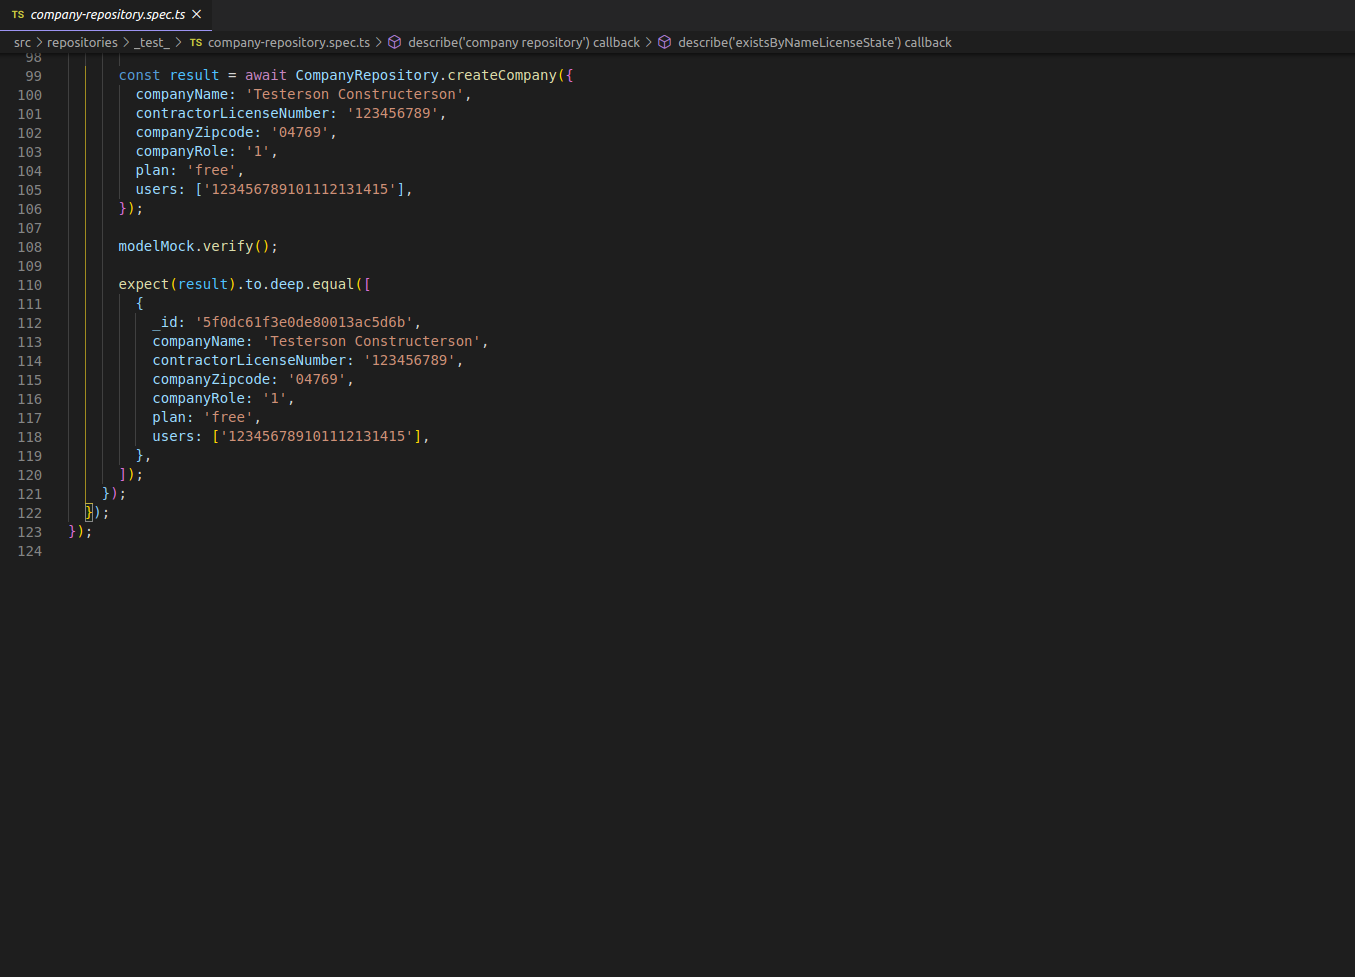 TS company-repository.spec.ts ×
src > repositories > _test_ > TS company-repository.spec.ts > describe('company repository') callback > describe('existsByNameLicenseState') callback
98
99 const result = await CompanyRepository.createCompany({
100 companyName: 'Testerson Constructerson',
101 contractorLicenseNumber: '123456789',
102 companyZipcode: '04769',
103 companyRole: '1',
104 plan: 'free',
105 users: ['123456789101112131415'],
106 });
107
108 modelMock.verify();
109
110 expect(result).to.deep.equal([
111 {
112 _id: '5f0dc61f3e0de80013ac5d6b',
113 companyName: 'Testerson Constructerson',
114 contractorLicenseNumber: '123456789',
115 companyZipcode: '04769',
116 companyRole: '1',
117 plan: 'free',
118 users: ['123456789101112131415'],
119 },
120 ]);
121 });
122 });
123 });
124